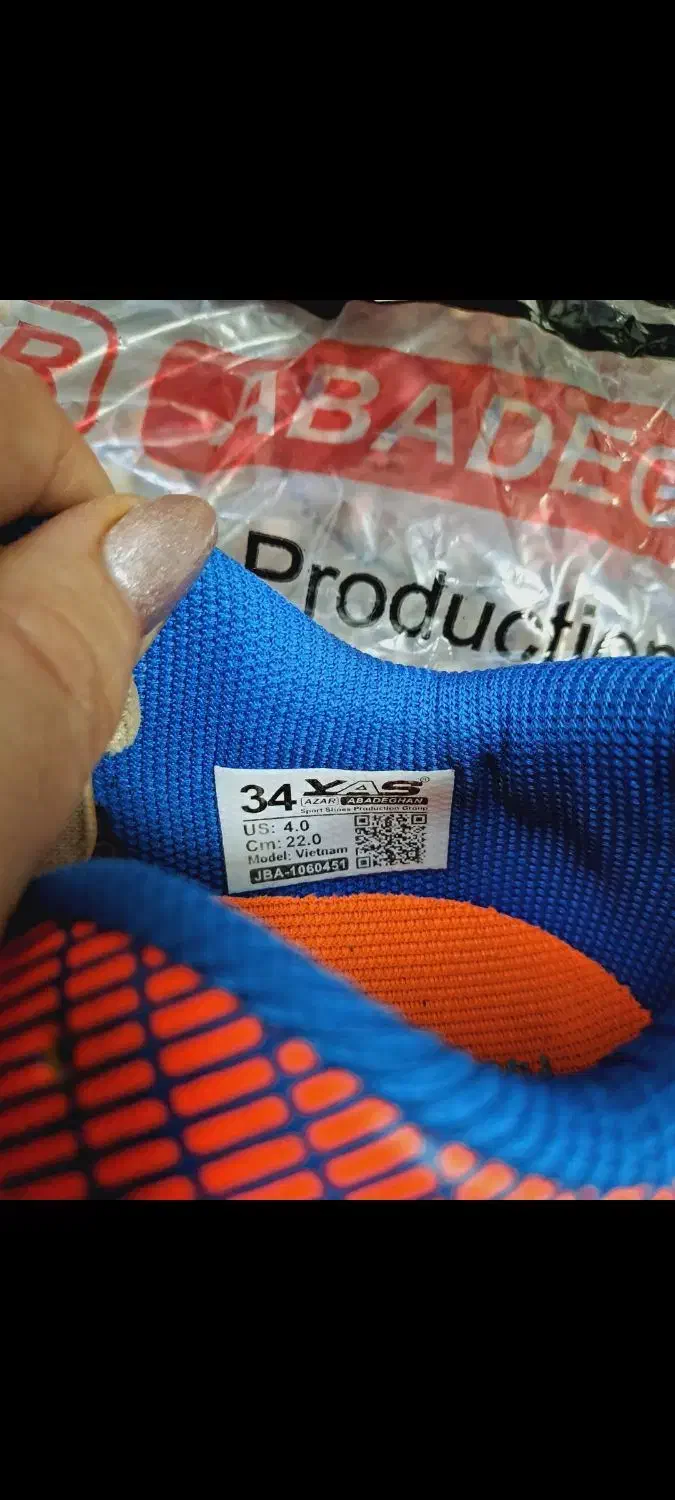 R ABADEG
Production
34 YAS®
AZAR ABADEGHAN
Sport Shoes Production Group
US: 4.0
Cm: 22.0
Model: Vietnam
JBA-1060451